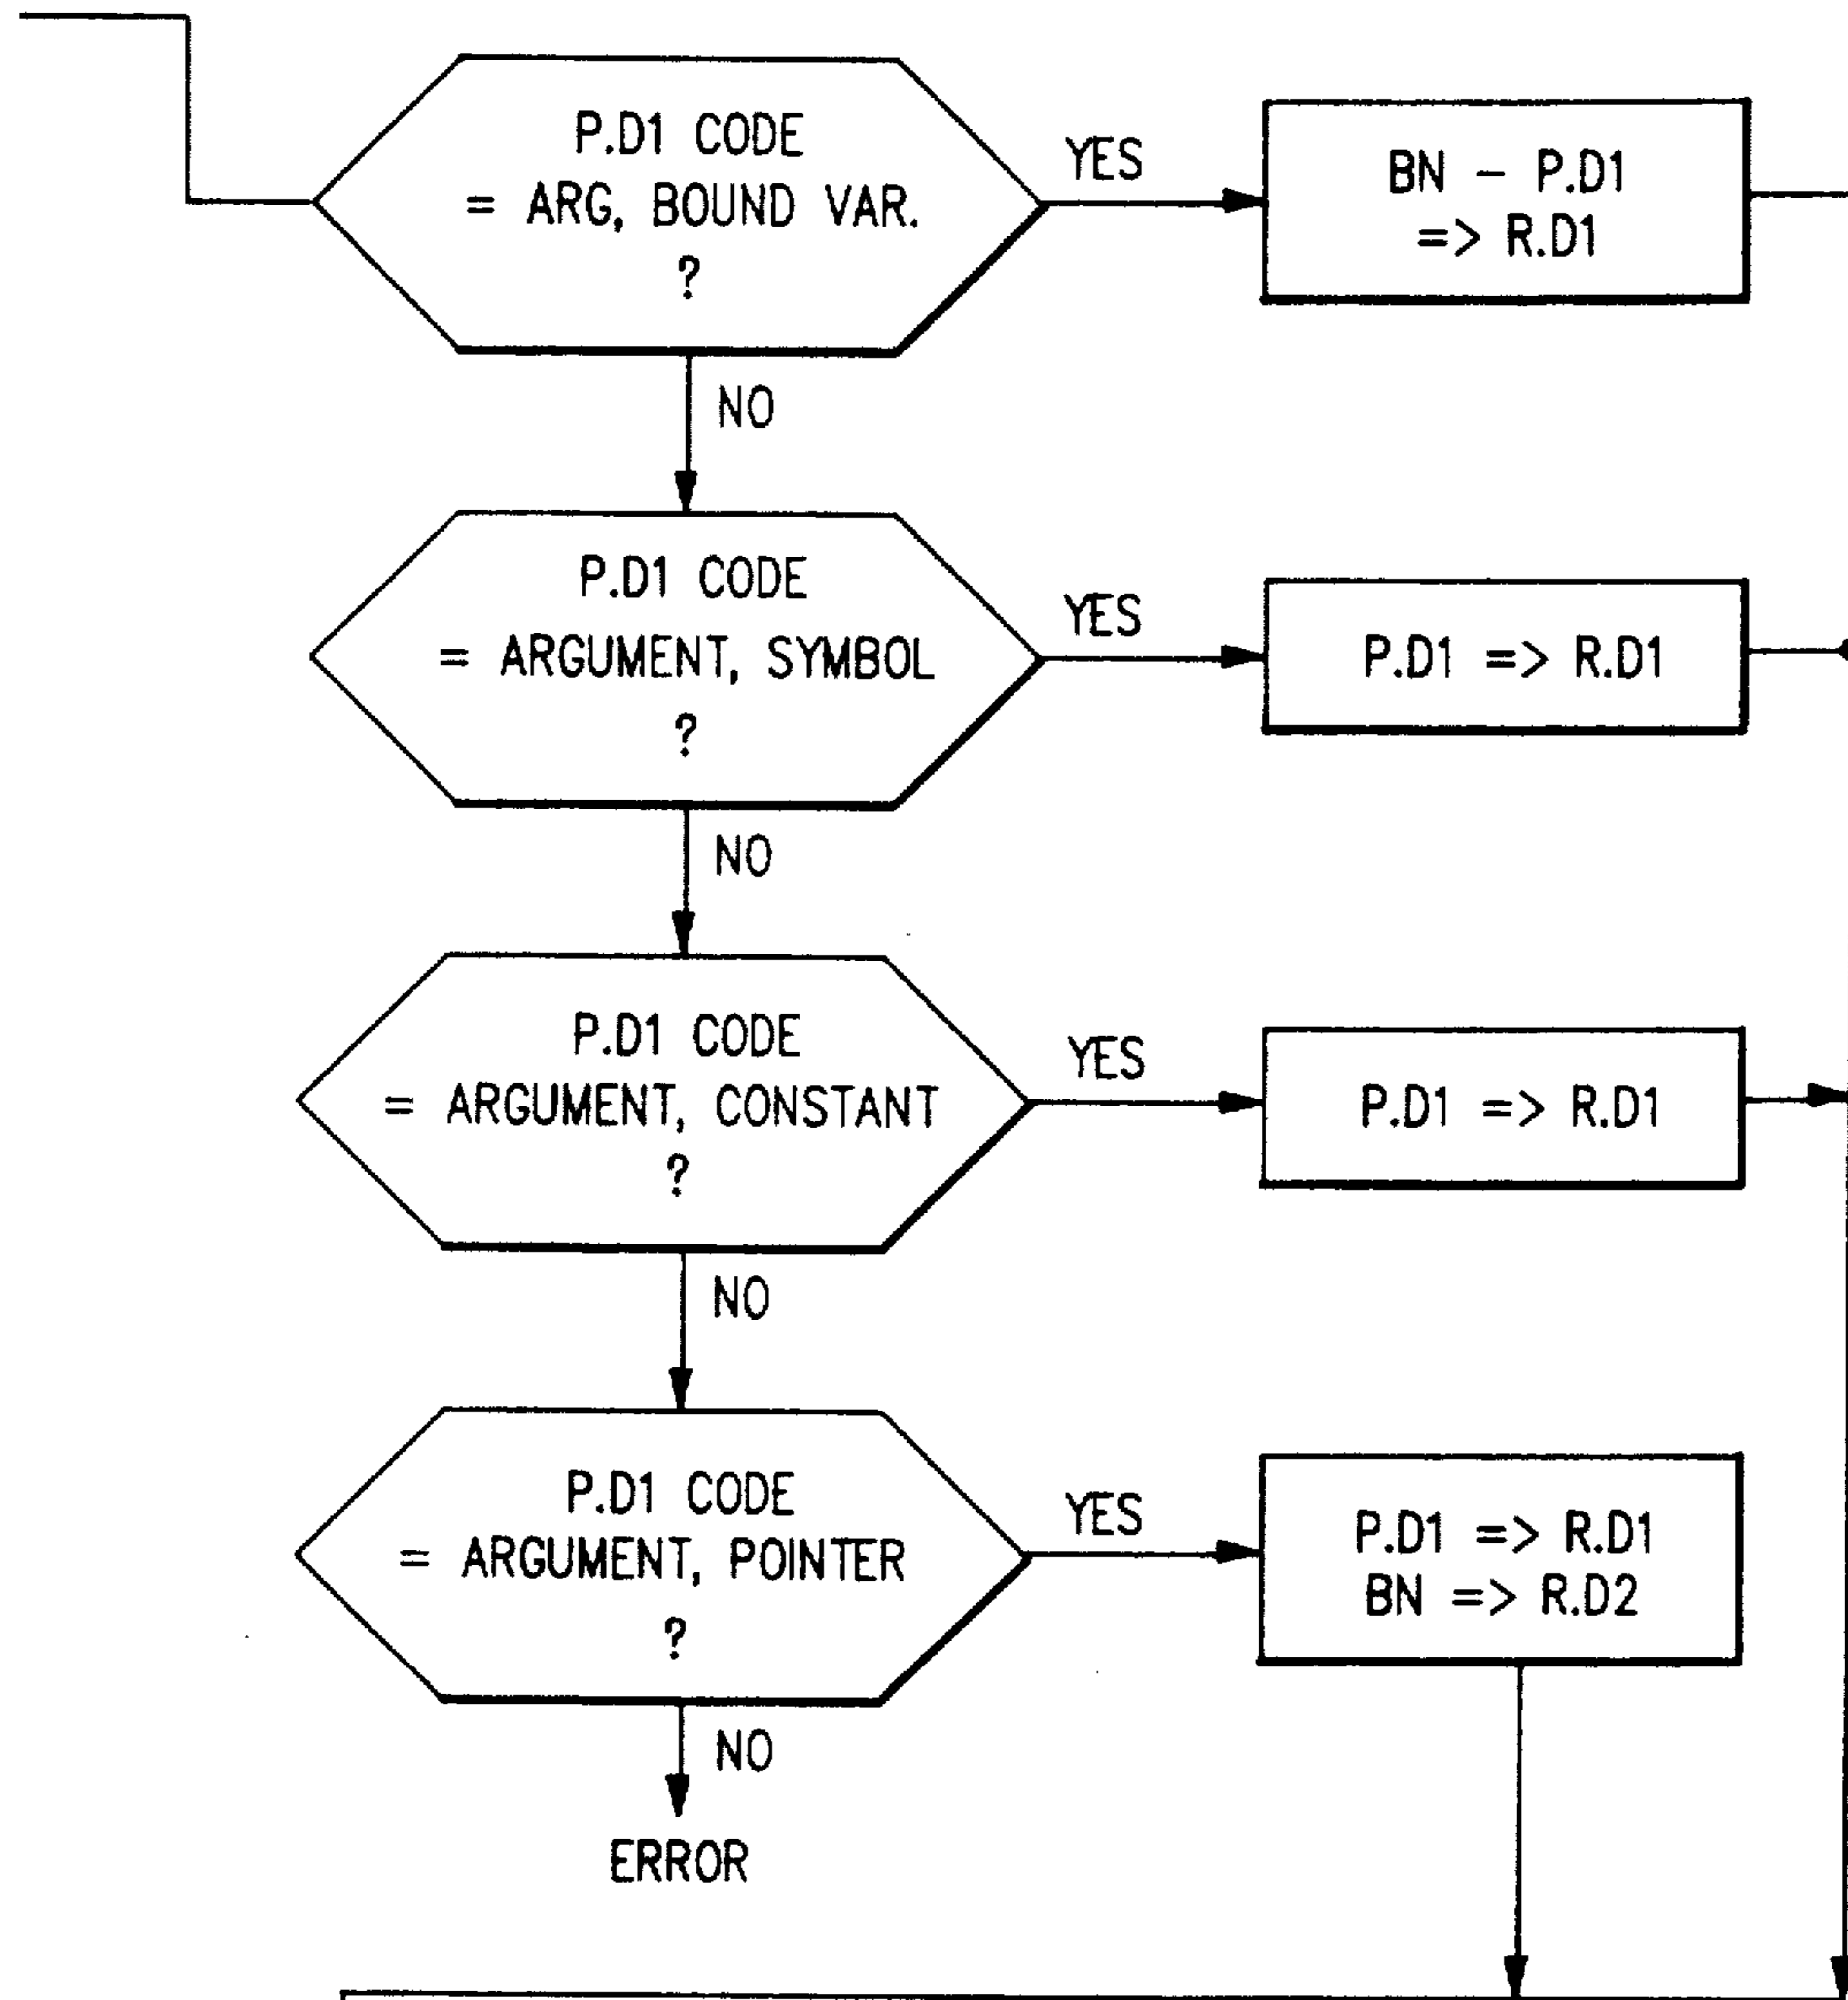 P.D1 CODE
= ARG, BOUND VAR.
?
YES
BN - P.D1
=> R.D1
NO
P.D1 CODE
= ARGUMENT, SYMBOL
?
YES
P.D1 => R.D1
NO
P.D1 CODE
= ARGUMENT, CONSTANT
?
YES
P.D1 => R.D1
NO
P.D1 CODE
= ARGUMENT, POINTER
?
YES
P.D1 => R.D1
BN => R.D2
NO
ERROR